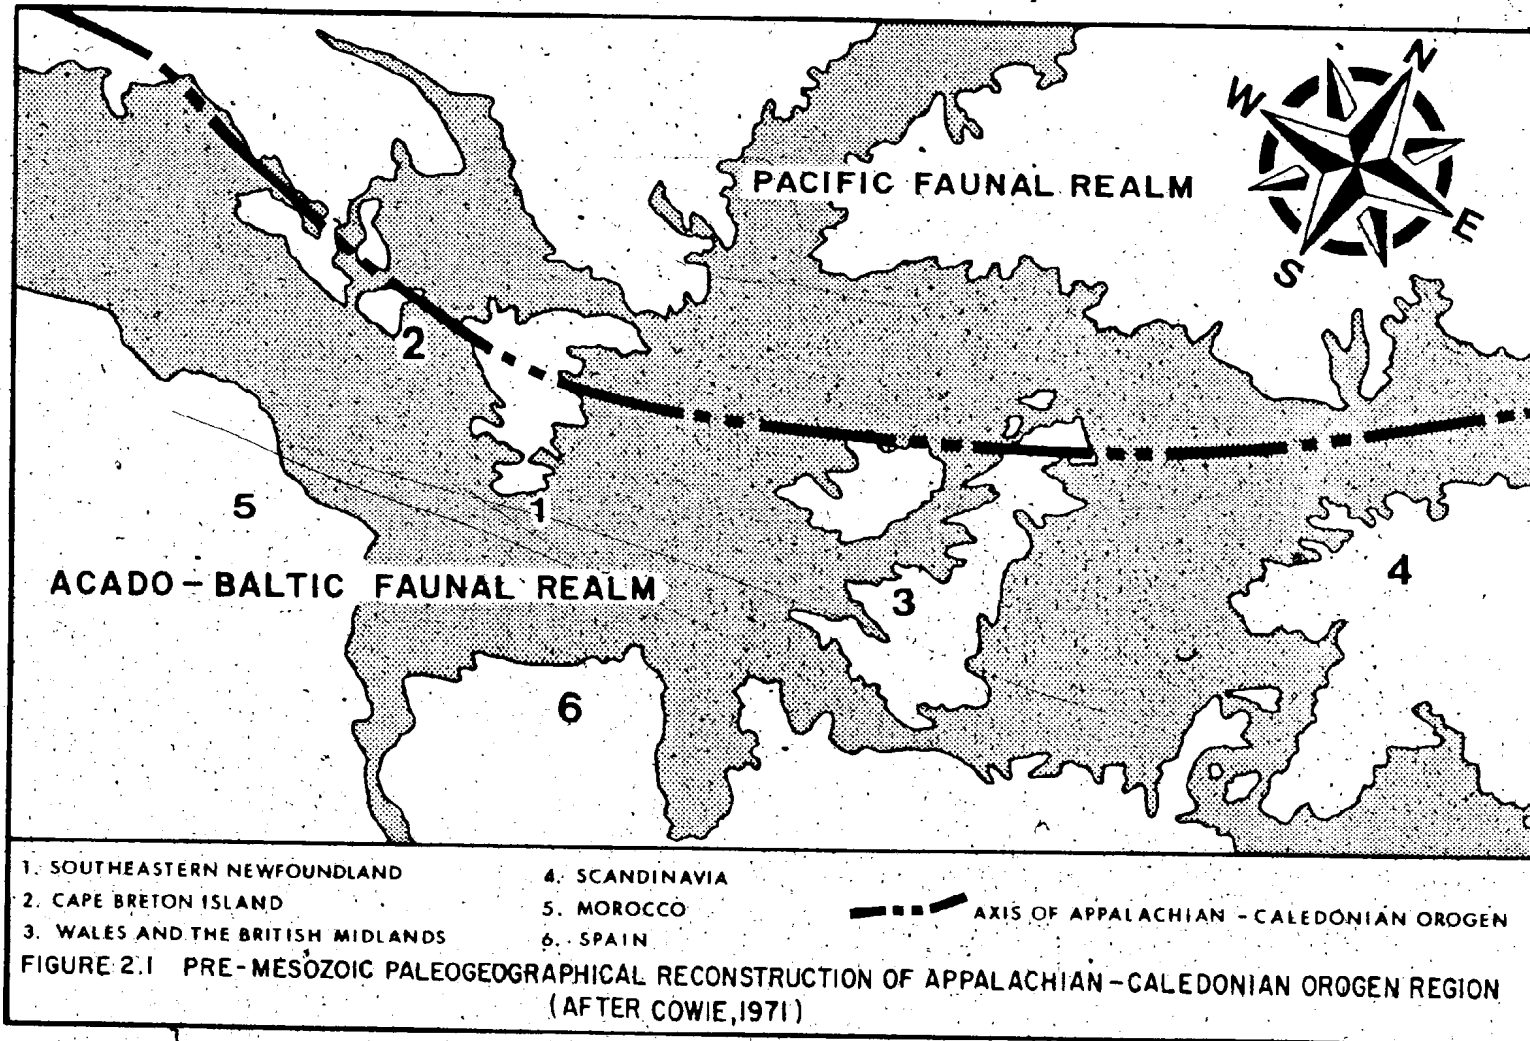 N
W
E
S
PACIFIC FAUNAL REALM
2
5
1
ACADO-BALTIC FAUNAL REALM
4
3
6
1. SOUTHEASTERN NEWFOUNDLAND
2. CAPE BRETON ISLAND
3. WALES AND THE BRITISH MIDLANDS
4. SCANDINAVIA
5. MOROCCO
6. SPAIN
AXIS OF APPALACHIAN - CALEDONIAN OROGEN
FIGURE 2.1 PRE-MESOZOIC PALEOGEOGRAPHICAL RECONSTRUCTION OF APPALACHIAN-CALEDONIAN OROGEN REGION
(AFTER COWIE, 1971)